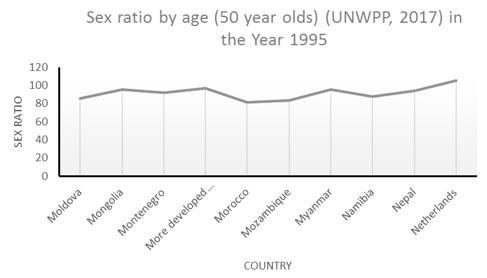 Sex ratio by age (50 year olds) (UNWPP, 2017) in
the Year 1995
120
100
80
60
40
20
0
SEX RATIO
Moldova
Mongolia
Montenegro
More developed...
Morocco
Mozambique
Myanmar
Namibia
Nepal
Netherlands
COUNTRY